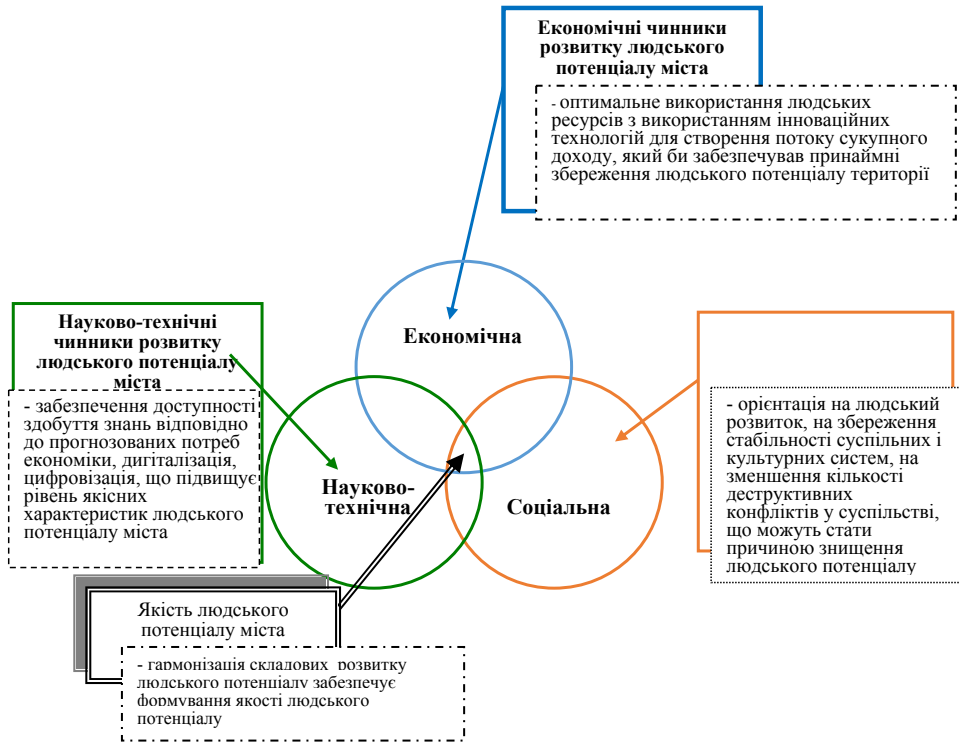 Економічні чинники
розвитку людського
потенціалу міста
- оптимальне використання людських
ресурсів з використанням інноваційних
технологій для створення потоку сукупного
доходу, який би забезпечував принаймні
збереження людського потенціалу території
Економічна
Науково-технічні
чинники розвитку
людського потенціалу
міста
- забезпечення доступності
здобуття знань відповідно
до прогнозованих потреб
економіки, дигіталізація,
цифровізація, що підвищує
рівень якісних
характеристик людського
потенціалу міста
Науково-
технічна
Соціальна
- орієнтація на людський
розвиток, на збереження
стабільності суспільних і
культурних систем, на
зменшення кількості
деструктивних
конфліктів у суспільстві,
що можуть стати
причиною знищення
людського потенціалу
Якість людського
потенціалу міста
- гармонізація складових розвитку
людського потенціалу забезпечує
формування якості людського
потенціалу